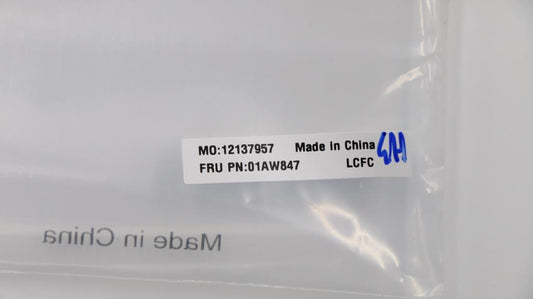 MO:12137957 Made in China
FRU PN:01AW847 LCFC
Made in China